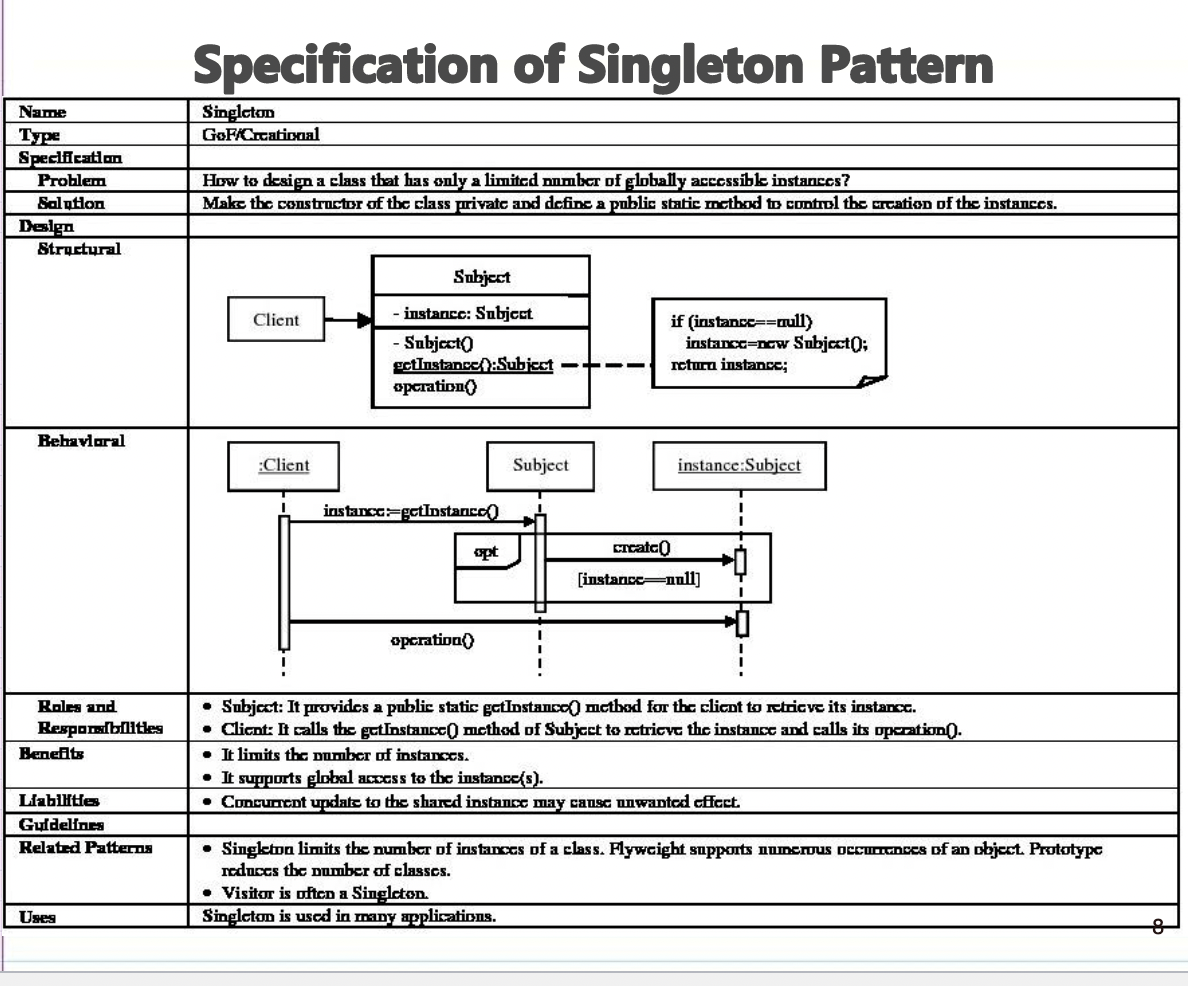 Specification of Singleton Pattern
Name Singleton
Type GoF/Creational
Specification
Problem How to design a class that has only a limited number of globally accessible instances?
Solution Make the constructor of the class private and define a public static method to control the creation of the instances.
Design
Structural
Subject
Client
- instance: Subject
- Subject()
getInstance():Subject
operation()
if (instance==null)
instance=new Subject();
return instance;
Behavioral
:Client
Subject
instance:Subject
instance:=getInstance()
opt
create()
[instance==null]
operation()
Roles and • Subject: It provides a public static getInstance() method for the client to retrieve its instance.
Responsibilities • Client: It calls the getInstance() method of Subject to retrieve the instance and calls its operation().
Benefits • It limits the number of instances.
• It supports global access to the instance(s).
Liabilities • Concurrent update to the shared instance may cause unwanted effect.
Guidelines
Related Patterns • Singleton limits the number of instances of a class. Flyweight supports numerous occurrences of an object. Prototype
reduces the number of classes.
• Visitor is often a Singleton.
Uses Singleton is used in many applications.
8